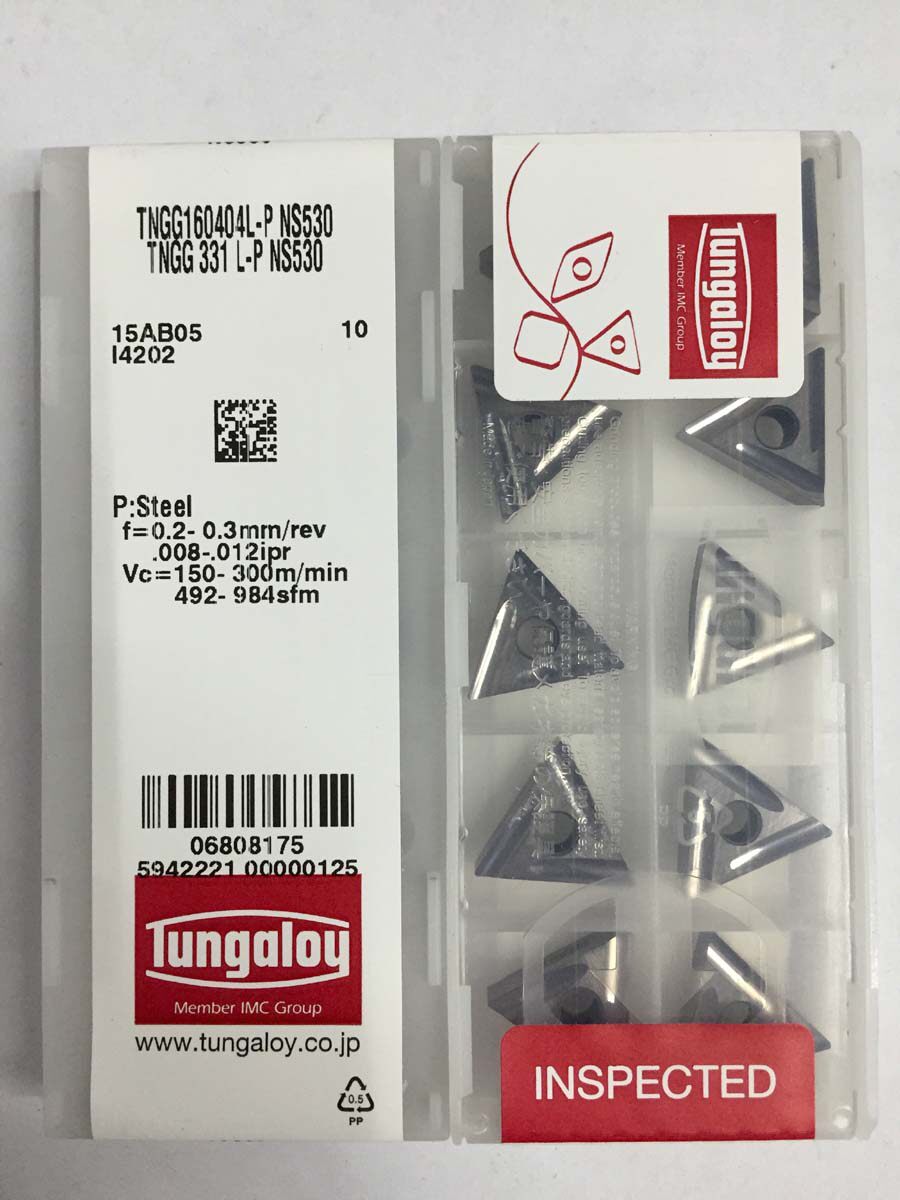 TNGG160404L-P NS530
TNGG 331 L-P NS530
15AB05 10
I4202
P:Steel
f=0.2- 0.3mm/rev
.008-.012ipr
Vc=150- 300m/min
492- 984sfm
06808175
5942221 00000125
Tungaloy
Member IMC Group
www.tungaloy.co.jp
0.5
PP
Tungaloy
Member IMC Group
INSPECTED